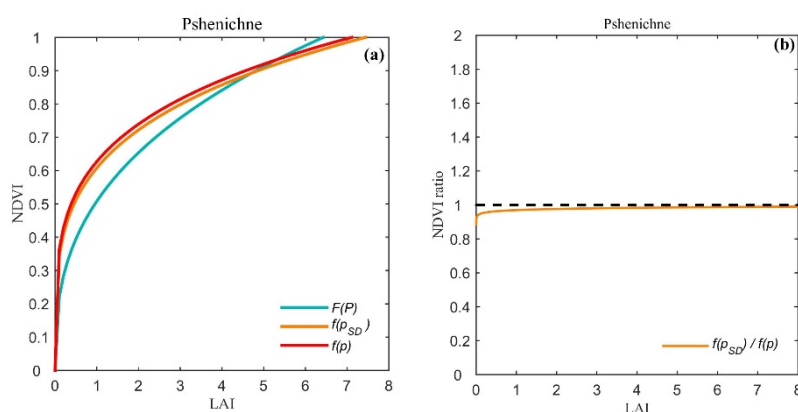 Pshenichne
(a)
1
0.9
0.8
0.7
0.6
0.5
0.4
0.3
0.2
0.1
0
NDVI
F(P)
f(p_SD)
f(p)
0 1 2 3 4 5 6 7 8
LAI
Pshenichne
(b)
2
1.8
1.6
1.4
1.2
1
0.8
0.6
0.4
0.2
0
NDVI ratio
f(p_SD) / f(p)
0 1 2 3 4 5 6 7 8
LAI